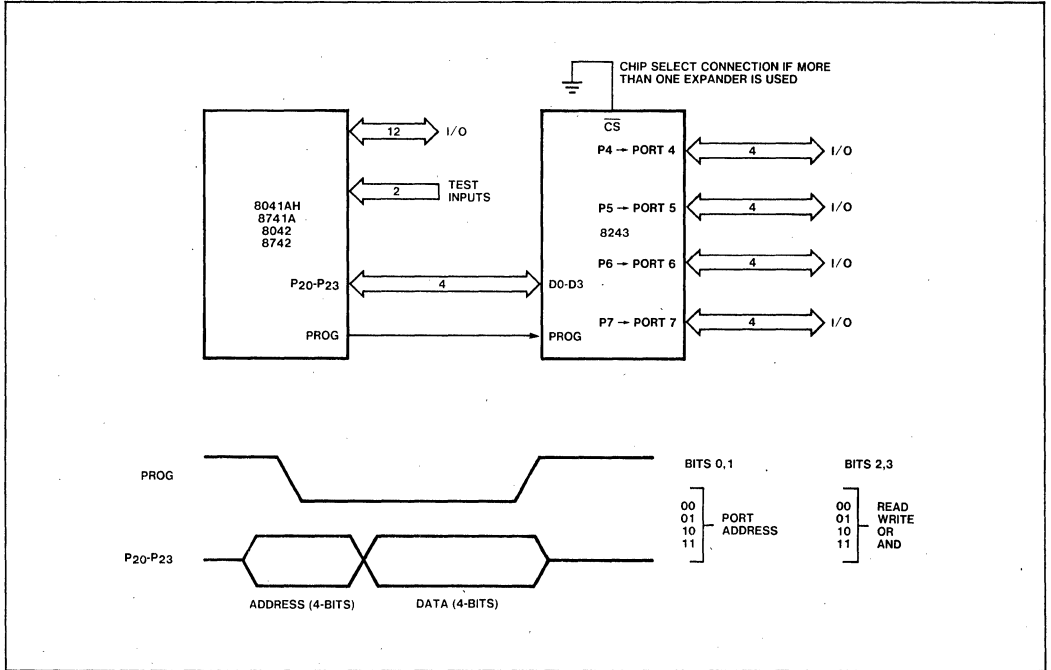 CHIP SELECT CONNECTION IF MORE
THAN ONE EXPANDER IS USED
CS
12 I/O
P4 → PORT 4 4 I/O
2 TEST
INPUTS
8041AH
8741A
8042
8742
P5 → PORT 5 4 I/O
8243
P6 → PORT 6 4 I/O
P20-P23 4 D0-D3
P7 → PORT 7 4 I/O
PROG PROG
PROG
P20-P23
ADDRESS (4-BITS) DATA (4-BITS)
BITS 0,1
00
01
10
11
PORT
ADDRESS
BITS 2,3
00 READ
01 WRITE
10 OR
11 AND